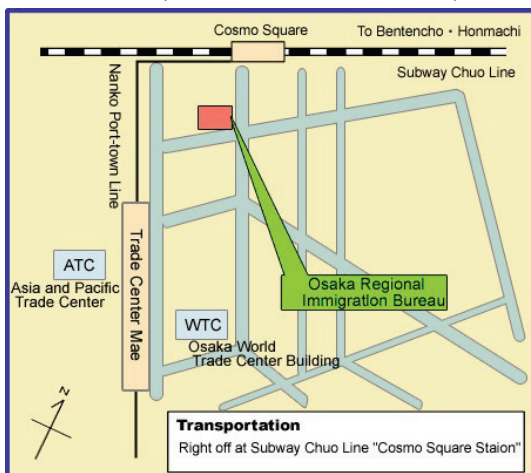 Cosmo Square
To Bentencho・Honmachi
Subway Chuo Line
Nanko Port-town Line
Trade Center Mae
ATC
Asia and Pacific
Trade Center
WTC
Osaka World
Trade Center Building
Osaka Regional
Immigration Bureau
N
Transportation
Right off at Subway Chuo Line "Cosmo Square Staion"